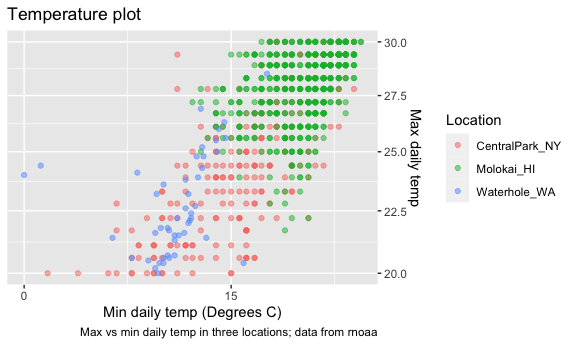 Temperature plot
30.0
27.5
25.0
22.5
20.0
Max daily temp
0
15
Min daily temp (Degrees C)
Max vs min daily temp in three locations; data from rnoaa
Location
CentralPark_NY
Molokai_HI
Waterhole_WA